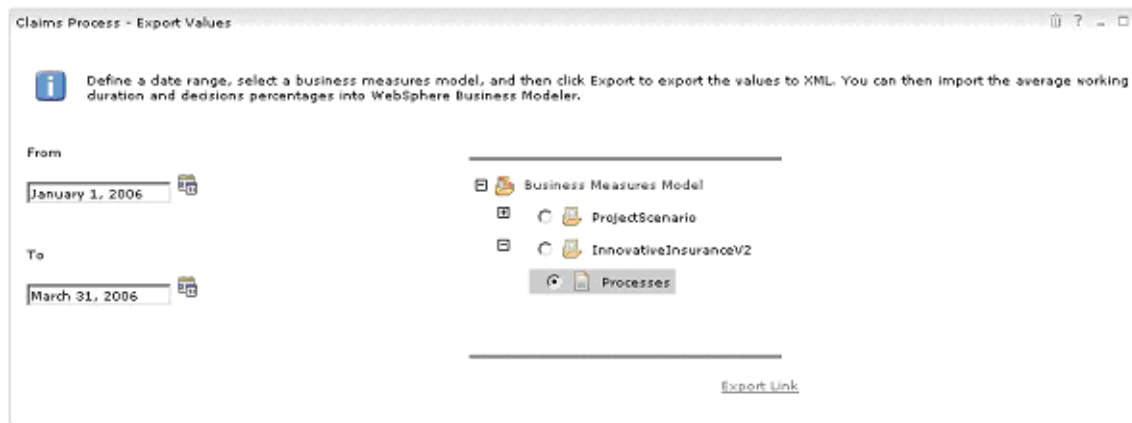 Claims Process - Export Values
Define a date range, select a business measures model, and then click Export to export the values to XML. You can then import the average working
duration and decisions percentages into WebSphere Business Modeler.
From
January 1, 2006
To
March 31, 2006
Business Measures Model
ProjectScenario
InnovativeInsuranceV2
Processes
Export Link